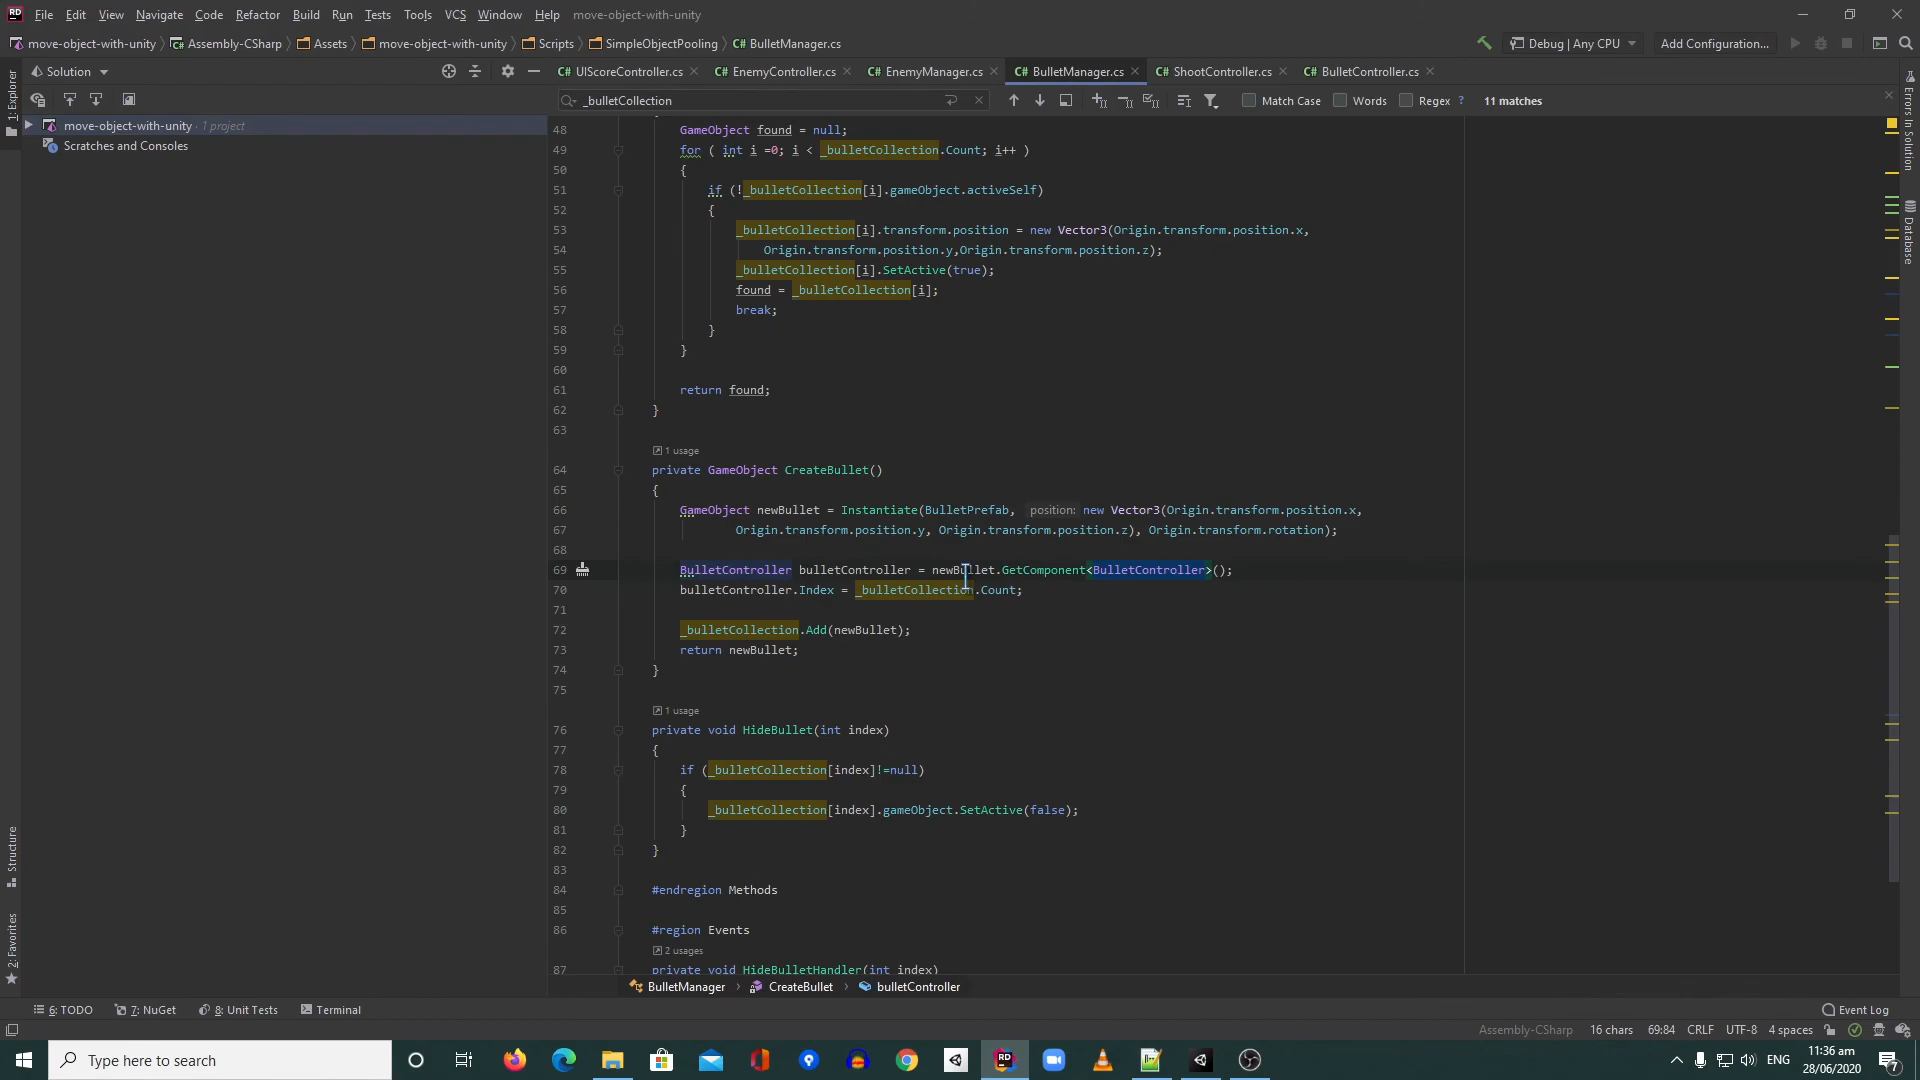 RD File Edit View Navigate Code Refactor Build Run Tests Tools VCS Window Help move-object-with-unity
move-object-with-unity Assembly-CSharp Assets move-object-with-unity Scripts SimpleObjectPooling C# BulletManager.cs Debug | Any CPU Add Configuration...
1: Explorer
Solution
C# UIScoreController.cs C# EnemyController.cs C# EnemyManager.cs C# BulletManager.cs C# ShootController.cs C# BulletController.cs
_bulletCollection Match Case Words Regex ? 11 matches
move-object-with-unity 1 project
Scratches and Consoles
48 GameObject found = null;
49 for ( int i =0; i < _bulletCollection.Count; i++ )
50 {
51 if (!_bulletCollection[i].gameObject.activeSelf)
52 {
53 _bulletCollection[i].transform.position = new Vector3(Origin.transform.position.x,
54 Origin.transform.position.y,Origin.transform.position.z);
55 _bulletCollection[i].SetActive(true);
56 found = _bulletCollection[i];
57 break;
58 }
59 }
60
61 return found;
62 }
63
1 usage
64 private GameObject CreateBullet()
65 {
66 GameObject newBullet = Instantiate(BulletPrefab, position: new Vector3(Origin.transform.position.x,
67 Origin.transform.position.y, Origin.transform.position.z), Origin.transform.rotation);
68
69 BulletController bulletController = newBullet.GetComponent<BulletController>();
70 bulletController.Index = _bulletCollection.Count;
71
72 _bulletCollection.Add(newBullet);
73 return newBullet;
74 }
75
1 usage
76 private void HideBullet(int index)
77 {
78 if (_bulletCollection[index]!=null)
79 {
80 _bulletCollection[index].gameObject.SetActive(false);
81 }
82 }
83
84 #endregion Methods
85
86 #region Events
2 usages
87 private void HideBulletHandler(int index)
BulletManager CreateBullet bulletController
Errors In Solution
Database
Structure
2: Favorites
6: TODO 7: NuGet 8: Unit Tests Terminal Event Log
Assembly-CSharp 16 chars 69:84 CRLF UTF-8 4 spaces
Type here to search RD ENG 11:36 am
28/06/2020 7